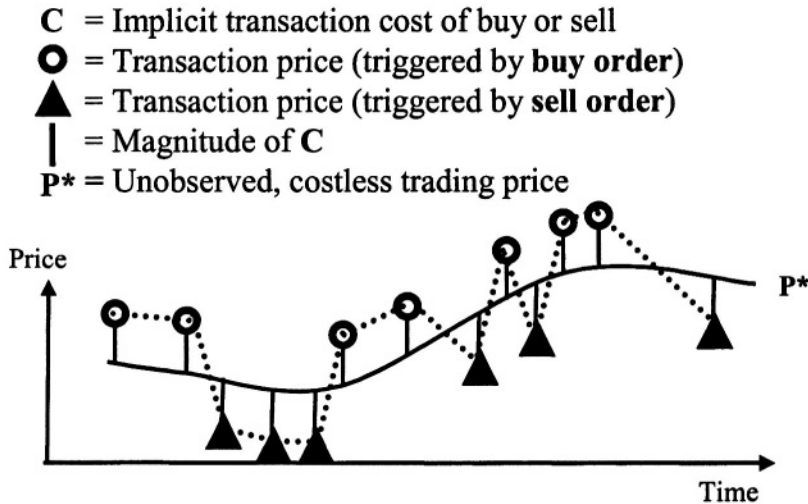 C = Implicit transaction cost of buy or sell
= Transaction price (triggered by buy order)
= Transaction price (triggered by sell order)
= Magnitude of C
P* = Unobserved, costless trading price
Price
P*
Time